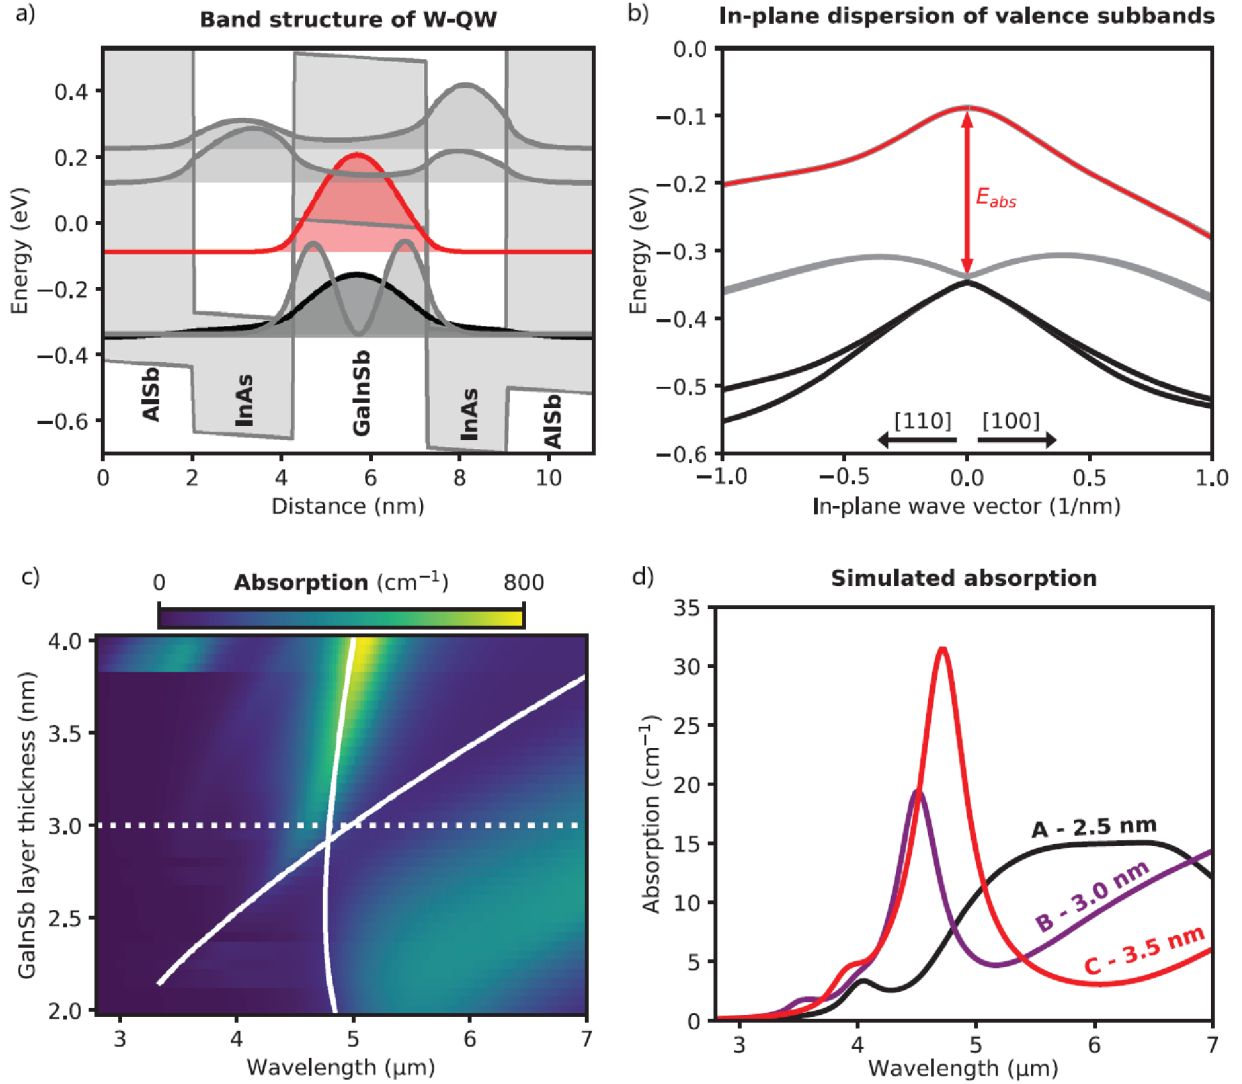 a)
Band structure of W-QW
Energy (eV)
0.4
0.2
0.0
−0.2
−0.4
−0.6
AlSb
InAs
GaInSb
InAs
AlSb
0 2 4 6 8 10
Distance (nm)
b)
In-plane dispersion of valence subbands
Energy (eV)
0.0
−0.1
−0.2
−0.3
−0.4
−0.5
−0.6
E_abs
[110] [100]
−1.0 −0.5 0.0 0.5 1.0
In-plane wave vector (1/nm)
c)
0 Absorption (cm⁻¹) 800
GaInSb layer thickness (nm)
4.0
3.5
3.0
2.5
2.0
3 4 5 6 7
Wavelength (μm)
d)
Simulated absorption
Absorption (cm⁻¹)
35
30
25
20
15
10
5
0
A - 2.5 nm
B - 3.0 nm
C - 3.5 nm
3 4 5 6 7
Wavelength (μm)